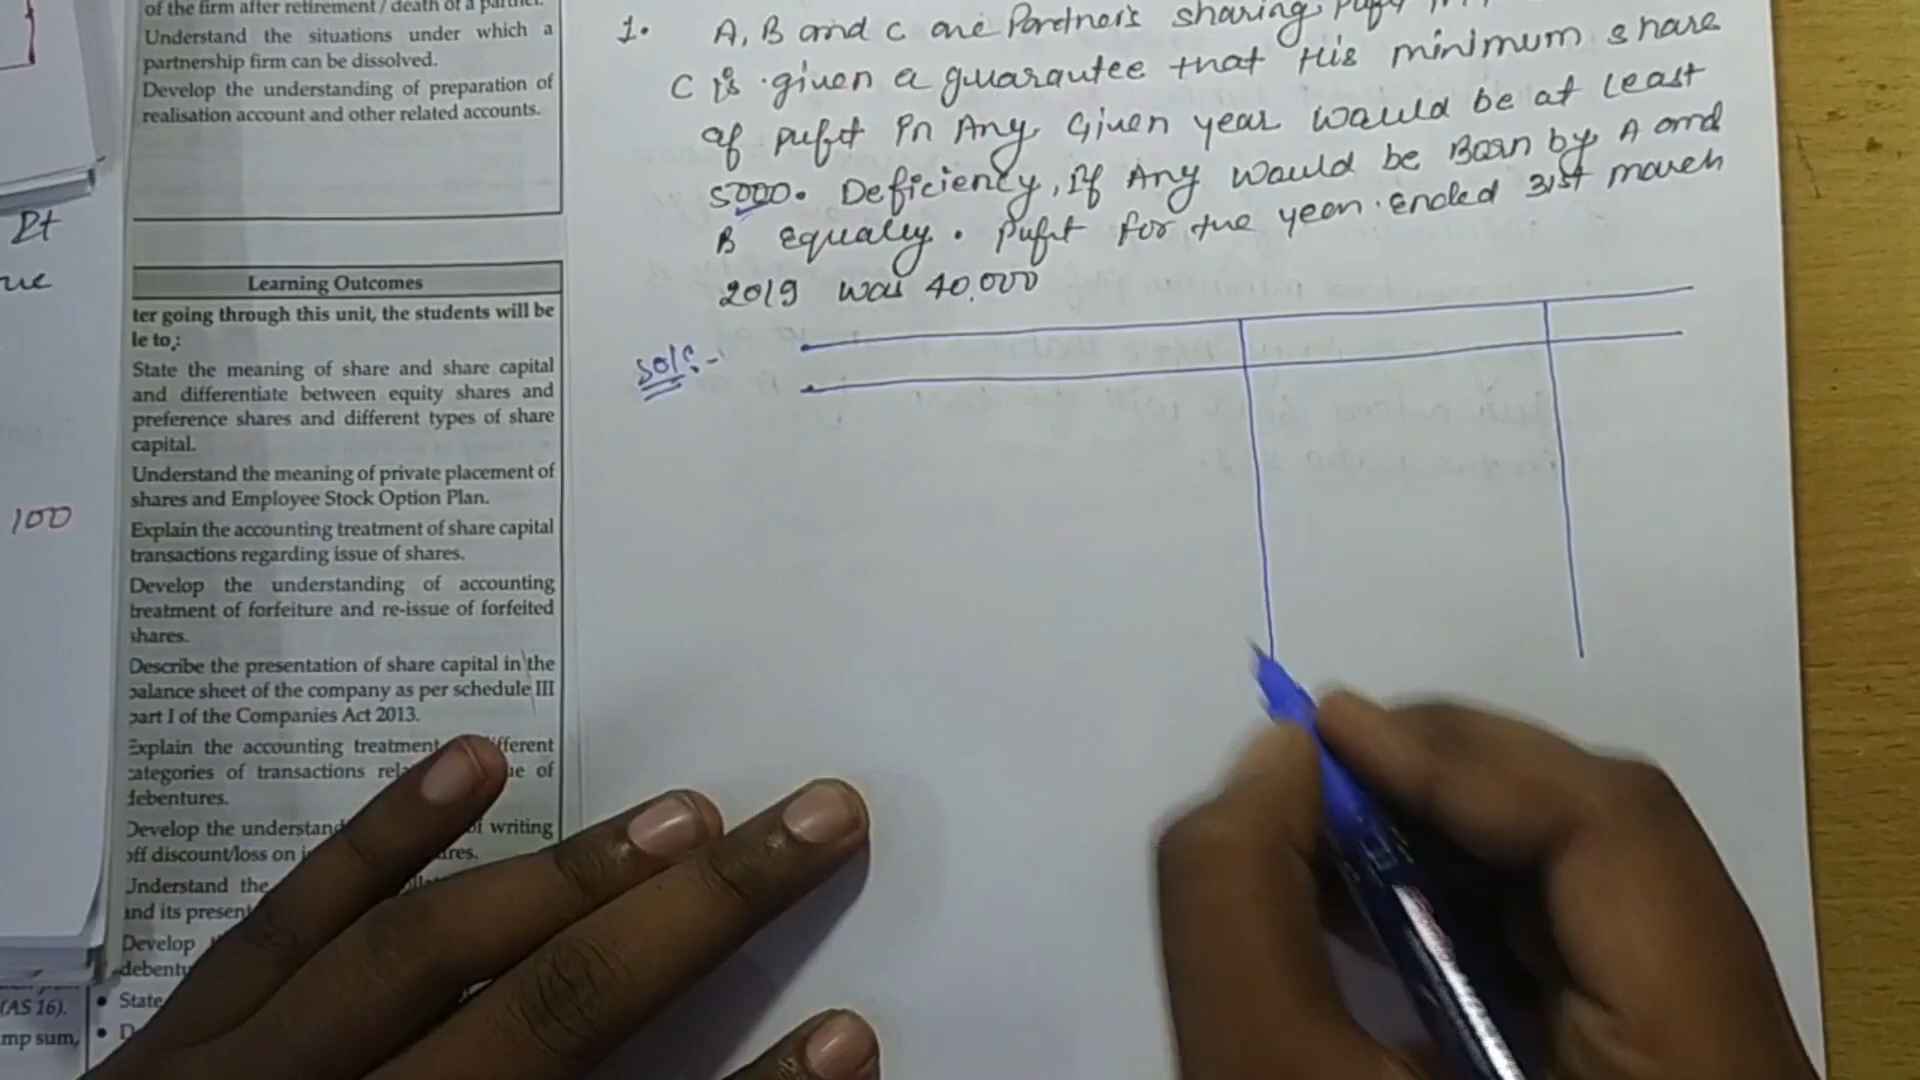 of the firm after retirement / death of a partner.
Understand the situations under which a
partnership firm can be dissolved.
Develop the understanding of preparation of
realisation account and other related accounts.
Learning Outcomes
ter going through this unit, the students will be
le to:
State the meaning of share and share capital
and differentiate between equity shares and
preference shares and different types of share
capital.
Understand the meaning of private placement of
shares and Employee Stock Option Plan.
Explain the accounting treatment of share capital
transactions regarding issue of shares.
Develop the understanding of accounting
treatment of forfeiture and re-issue of forfeited
shares.
Describe the presentation of share capital in the
balance sheet of the company as per schedule III
part I of the Companies Act 2013.
Explain the accounting treatment fferent
categories of transactions rel ue of
debentures.
Develop the understand of writing
off discount/loss on i res.
Understand the
and its present
Develop
debentu
• State
• D
(AS 16).
mp sum,
ue
100
1. A, B and C are Partners sharing
C is given a guarantee that His minimum share
of profit in Any Given year would be at least
5000. Deficiency, If Any would be Born by A and
B Equally. Profit for the year ended 31st march
2019 was 40,000
Sol:-